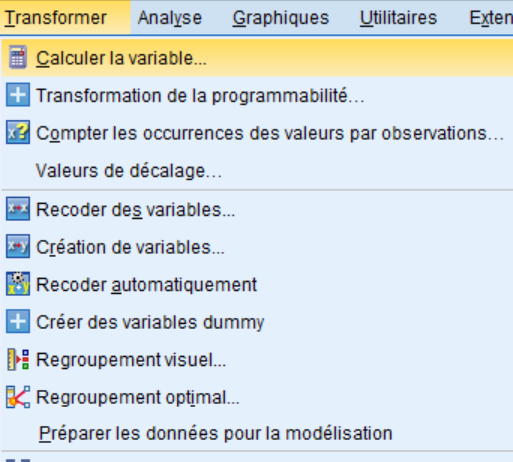 Transformer Analyse Graphiques Utilitaires Exten
Calculer la variable...
Transformation de la programmabilité...
Compter les occurrences des valeurs par observations...
Valeurs de décalage...
Recoder des variables...
Création de variables...
Recoder automatiquement
Créer des variables dummy
Regroupement visuel...
Regroupement optimal...
Préparer les données pour la modélisation